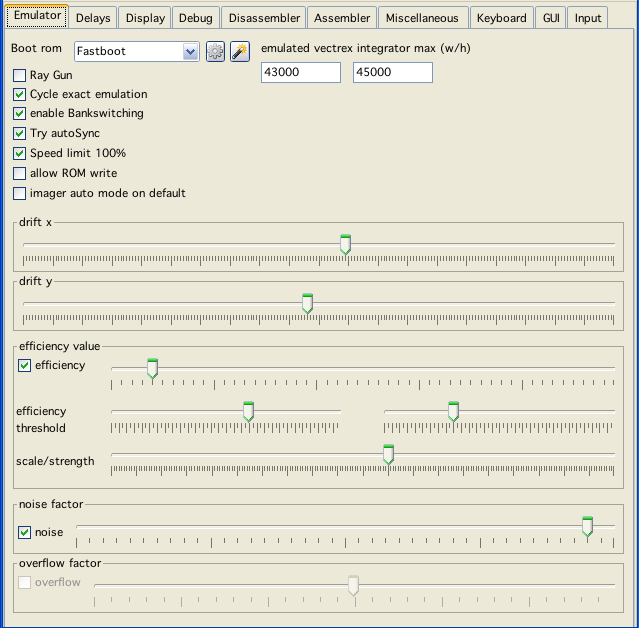 Emulator Delays Display Debug Disassembler Assembler Miscellaneous Keyboard GUI Input
Boot rom Fastboot emulated vectrex integrator max (w/h)
43000 45000
Ray Gun
Cycle exact emulation
enable Bankswitching
Try autoSync
Speed limit 100%
allow ROM write
imager auto mode on default
drift x
drift y
efficiency value
efficiency
efficiency
threshold
scale/strength
noise factor
noise
overflow factor
overflow